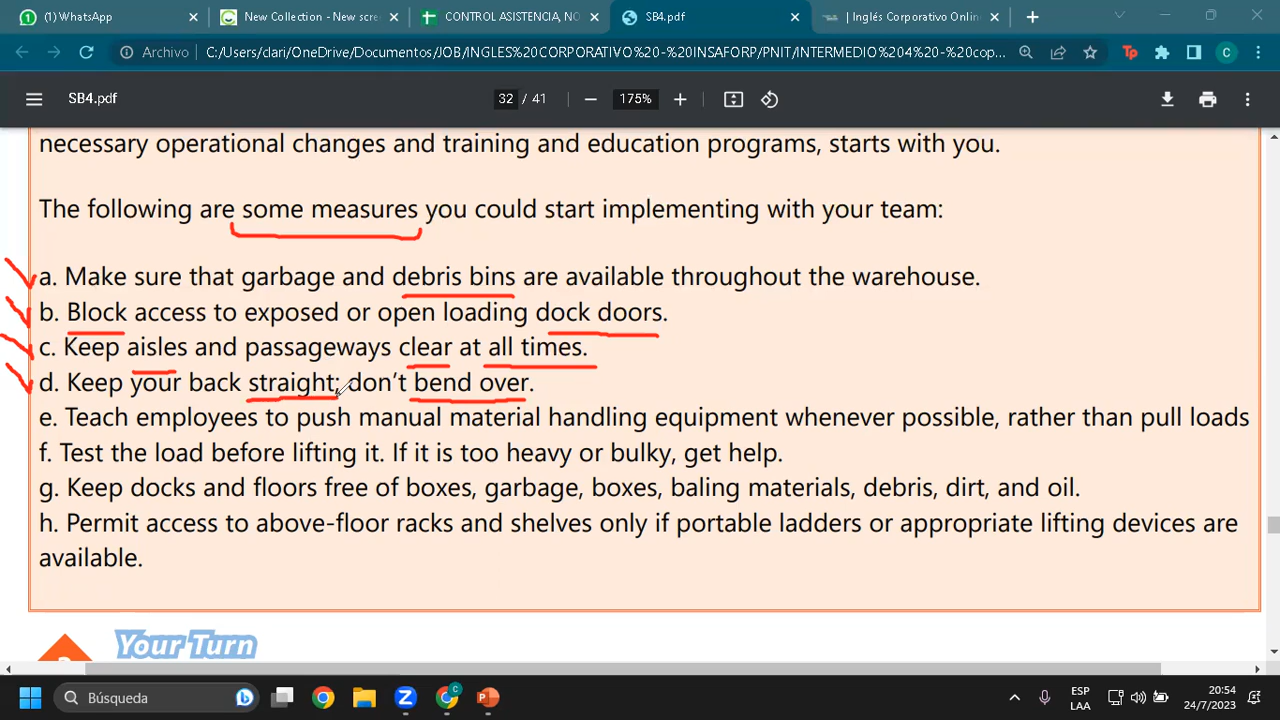 (1) WhatsApp
New Collection - New scre
CONTROL ASISTENCIA, NO
SB4.pdf
| Inglés Corporativo Onlin
Archivo
C:/Users/clari/OneDrive/Documentos/JOB/INGLES%20CORPORATIVO%20-%20INSAFORP/PNIT/INTERMEDIO%204%20-%20cop...
SB4.pdf
32 / 41
175%
necessary operational changes and training and education programs, starts with you.
The following are some measures you could start implementing with your team:
a. Make sure that garbage and debris bins are available throughout the warehouse.
b. Block access to exposed or open loading dock doors.
c. Keep aisles and passageways clear at all times.
d. Keep your back straight; don't bend over.
e. Teach employees to push manual material handling equipment whenever possible, rather than pull loads
f. Test the load before lifting it. If it is too heavy or bulky, get help.
g. Keep docks and floors free of boxes, garbage, boxes, baling materials, debris, dirt, and oil.
h. Permit access to above-floor racks and shelves only if portable ladders or appropriate lifting devices are
available.
Your Turn
Búsqueda
ESP
LAA
20:54
24/7/2023